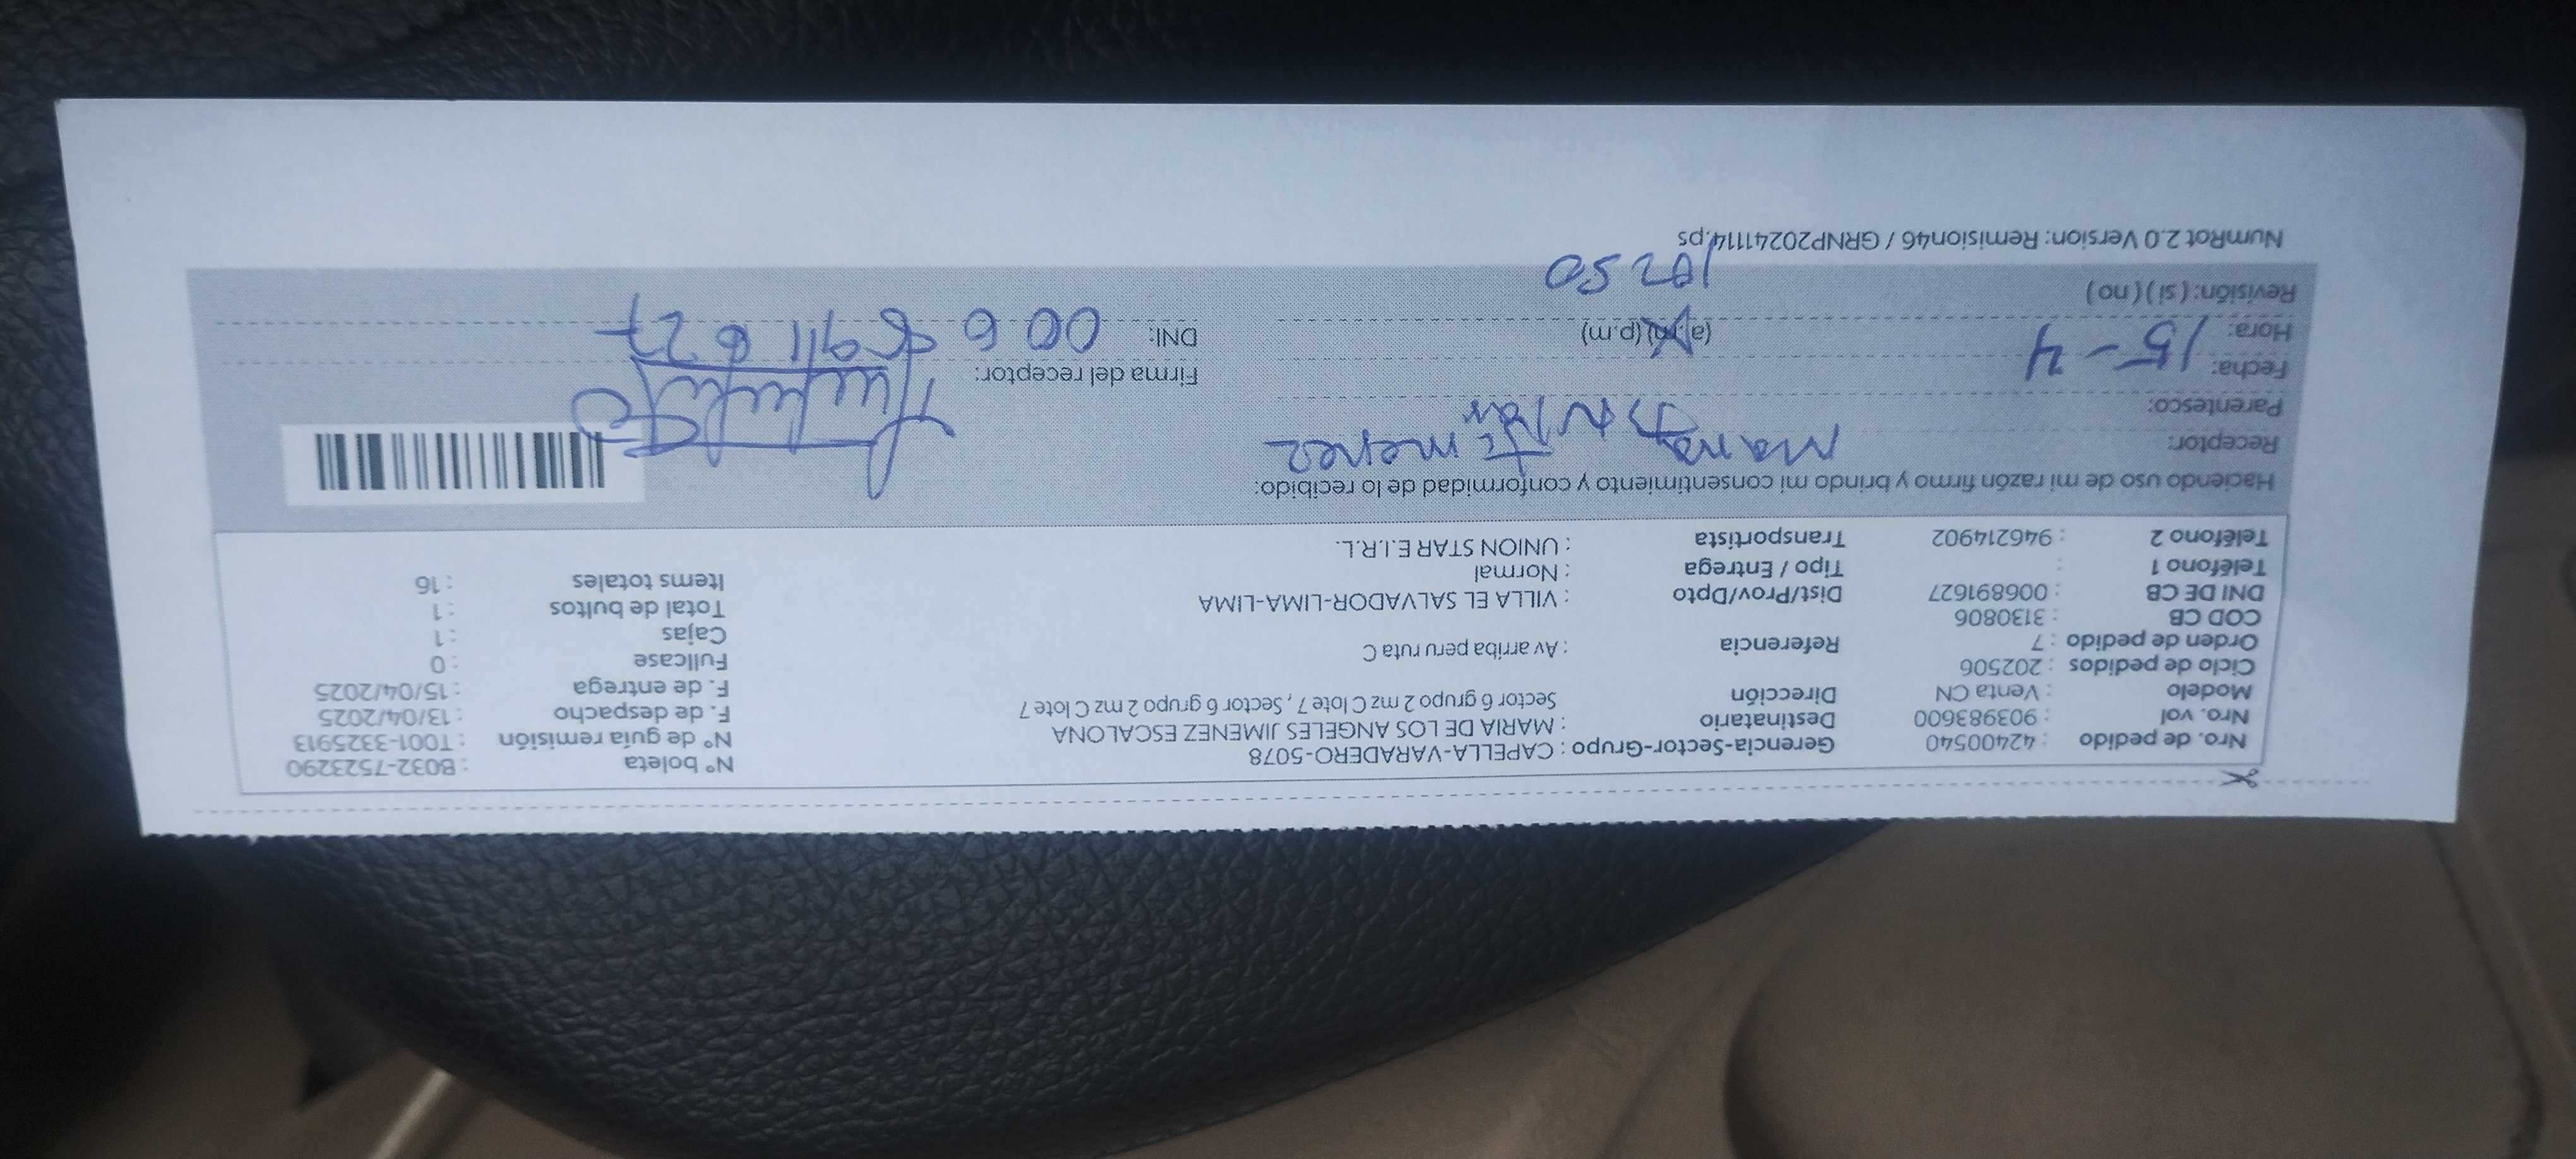 Nro. de pedido : 42400540 Gerencia-Sector-Grupo : CAPELLA-VARADERO-5078 N° boleta : B032-7523290
Nro. vol : 903983600 Destinatario : MARIA DE LOS ANGELES JIMENEZ ESCALONA N° de guía remisión : T001-3325913
Modelo : Venta CN Dirección Sector 6 grupo 2 mz C lote 7 , Sector 6 grupo 2 mz C lote 7 F. de despacho : 13/04/2025
Ciclo de pedidos : 202506 F. de entrega : 15/04/2025
Orden de pedido : 7 Referencia : Av arriba peru ruta C Fullcase : 0
COD CB : 3130806 Cajas : 1
DNI DE CB : 006891627 Dist/Prov/Dpto : VILLA EL SALVADOR-LIMA-LIMA Total de bultos : 1
Teléfono 1 : Tipo / Entrega : Normal Items totales : 16
Teléfono 2 : 946214902 Transportista : UNION STAR E.I.R.L.
Haciendo uso de mi razón firmo y brindo mi consentimiento y conformidad de lo recibido:
Receptor: Maria Jimenez
Parentesco:
Fecha: 15-4 Firma del receptor:
Hora: (a.m) (p.m) DNI: 006
Revisión: ( si ) ( no )
NumRot 2.0 Version: Remision46 / GRNP20241114.ps